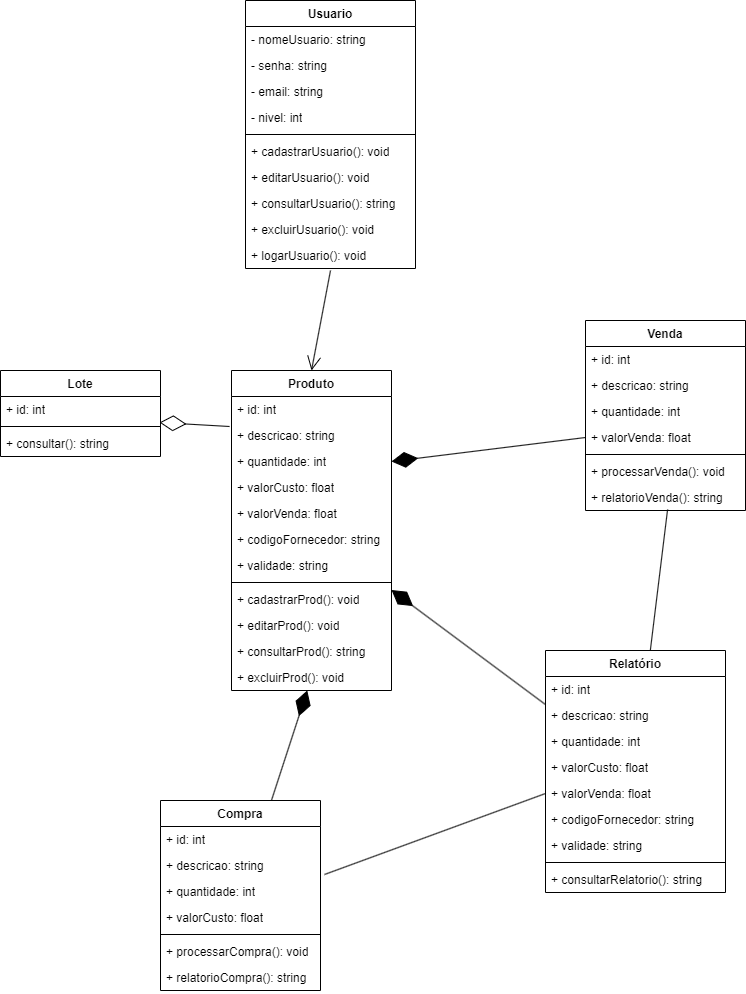 Usuario
- nomeUsuario: string
- senha: string
- email: string
- nivel: int
+ cadastrarUsuario(): void
+ editarUsuario(): void
+ consultarUsuario(): string
+ excluirUsuario(): void
+ logarUsuario(): void
Lote
+ id: int
+ consultar(): string
Produto
+ id: int
+ descricao: string
+ quantidade: int
+ valorCusto: float
+ valorVenda: float
+ codigoFornecedor: string
+ validade: string
+ cadastrarProd(): void
+ editarProd(): void
+ consultarProd(): string
+ excluirProd(): void
Venda
+ id: int
+ descricao: string
+ quantidade: int
+ valorVenda: float
+ processarVenda(): void
+ relatorioVenda(): string
Relatório
+ id: int
+ descricao: string
+ quantidade: int
+ valorCusto: float
+ valorVenda: float
+ codigoFornecedor: string
+ validade: string
+ consultarRelatorio(): string
Compra
+ id: int
+ descricao: string
+ quantidade: int
+ valorCusto: float
+ processarCompra(): void
+ relatorioCompra(): string